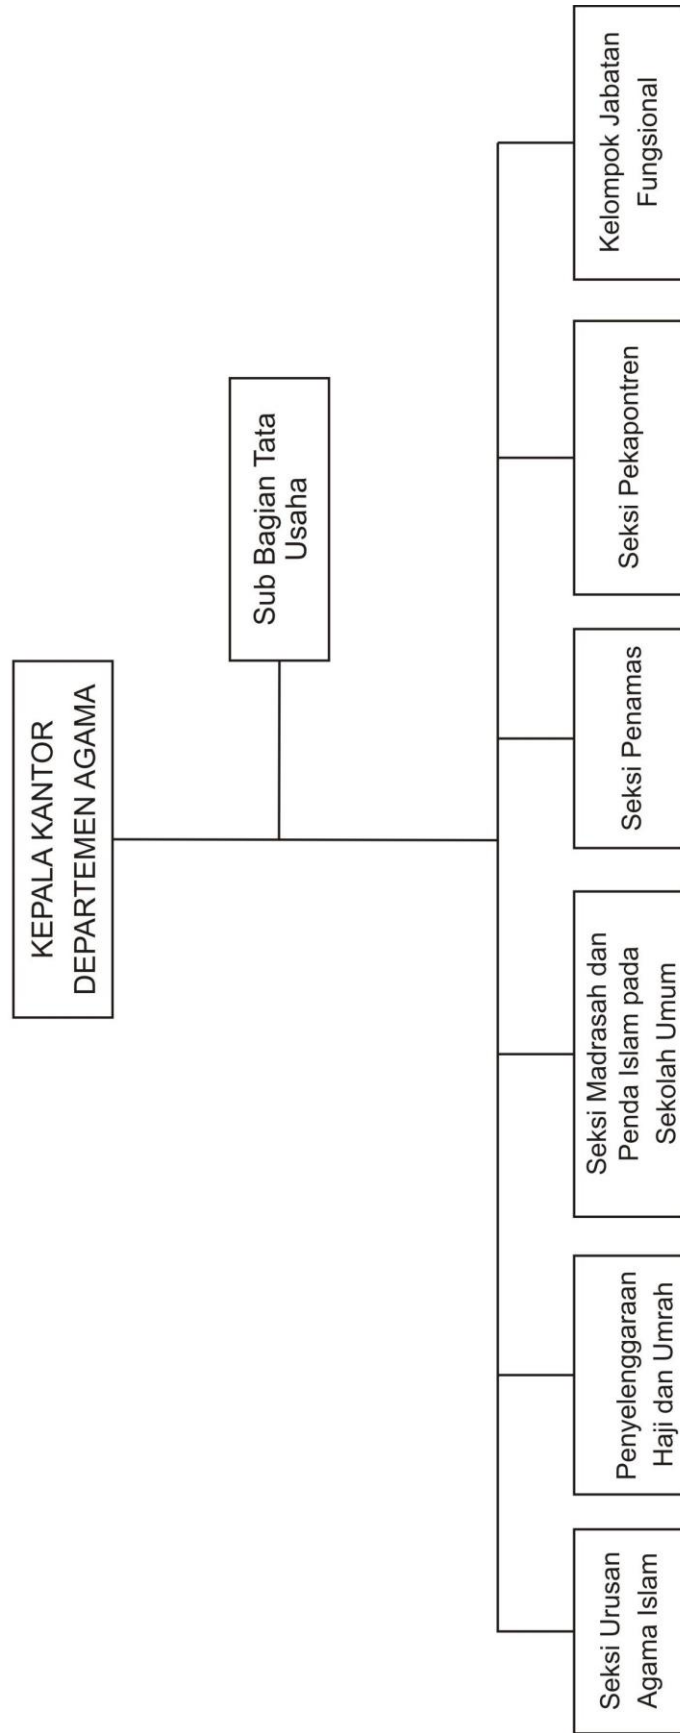 KEPALA KANTOR
DEPARTEMEN AGAMA
Sub Bagian Tata
Usaha
Seksi Urusan
Agama Islam
Penyelenggaraan
Haji dan Umrah
Seksi Madrasah dan
Penda Islam pada
Sekolah Umum
Seksi Penamas
Seksi Pekapontren
Kelompok Jabatan
Fungsional